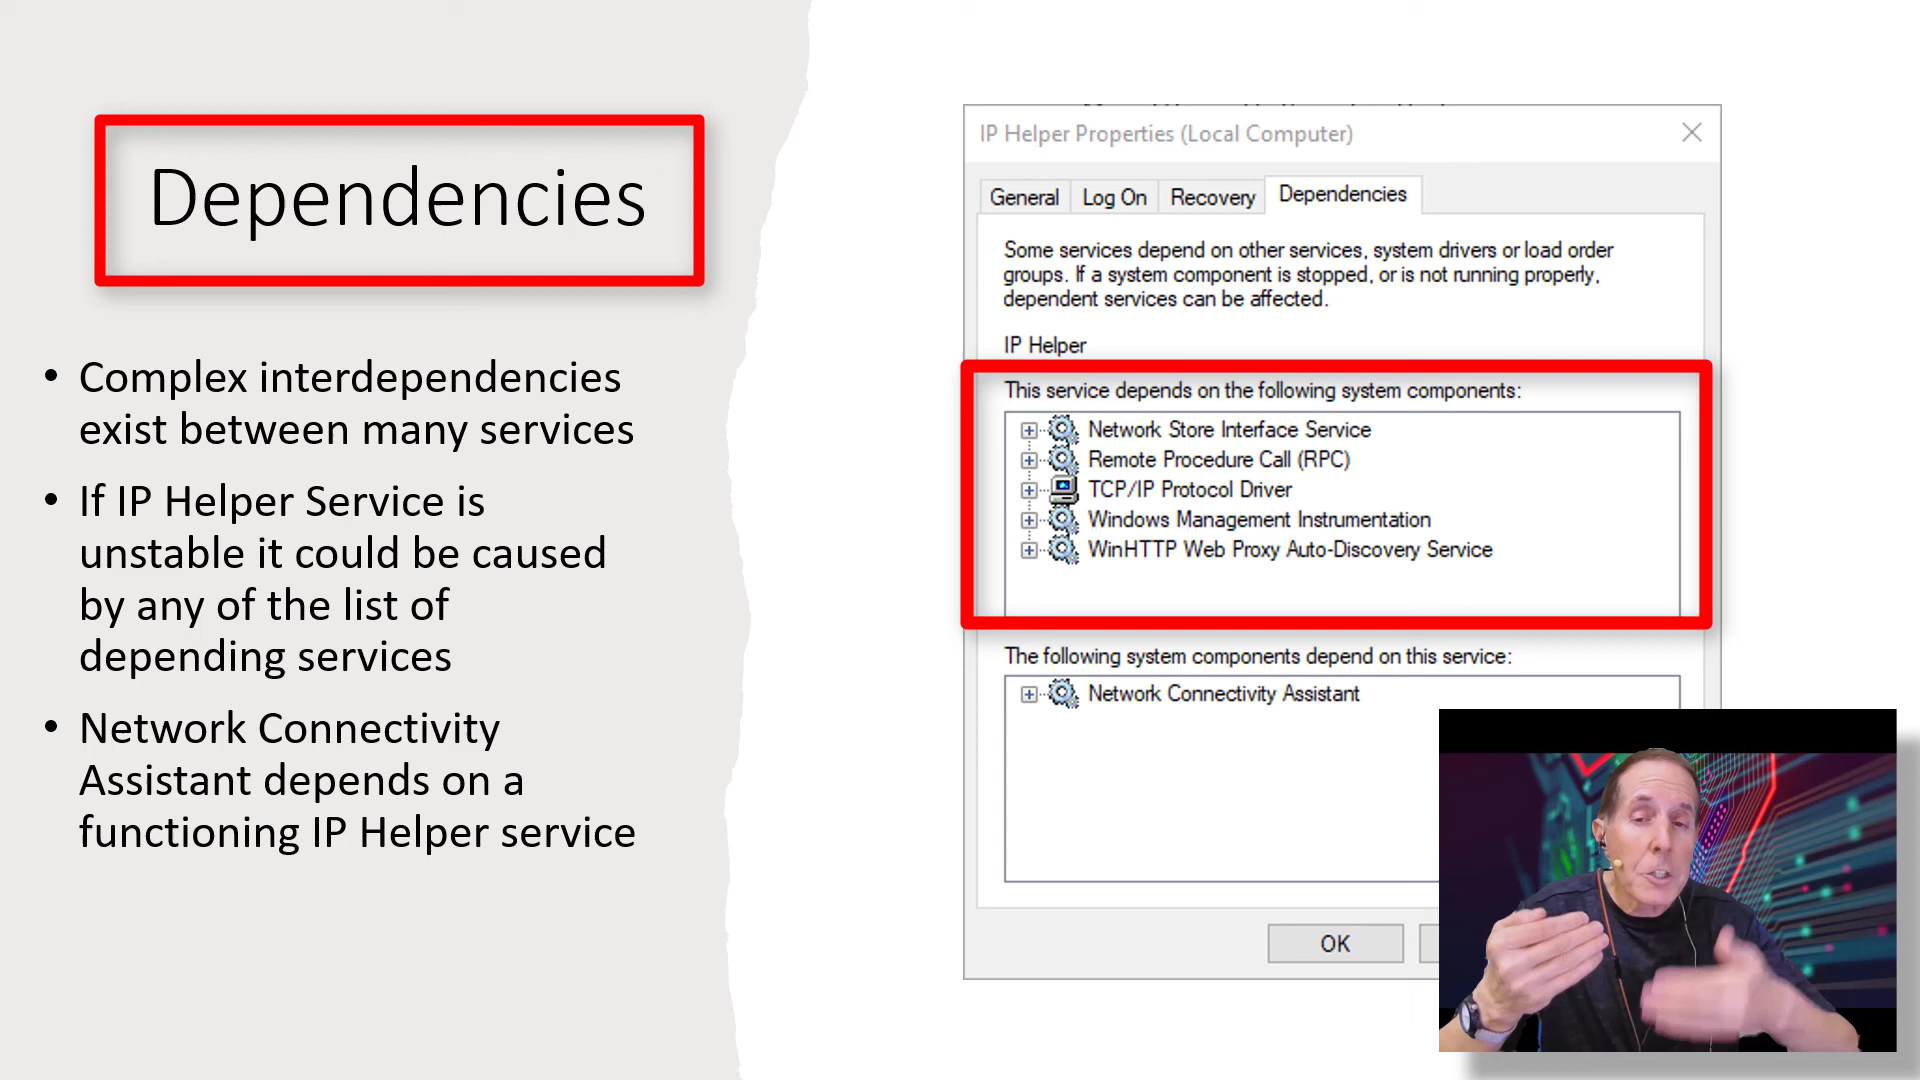 Dependencies
• Complex interdependencies
exist between many services
• If IP Helper Service is
unstable it could be caused
by any of the list of
depending services
• Network Connectivity
Assistant depends on a
functioning IP Helper service
IP Helper Properties (Local Computer)
General Log On Recovery Dependencies
Some services depend on other services, system drivers or load order
groups. If a system component is stopped, or is not running properly,
dependent services can be affected.
IP Helper
This service depends on the following system components:
Network Store Interface Service
Remote Procedure Call (RPC)
TCP/IP Protocol Driver
Windows Management Instrumentation
WinHTTP Web Proxy Auto-Discovery Service
The following system components depend on this service:
Network Connectivity Assistant
OK